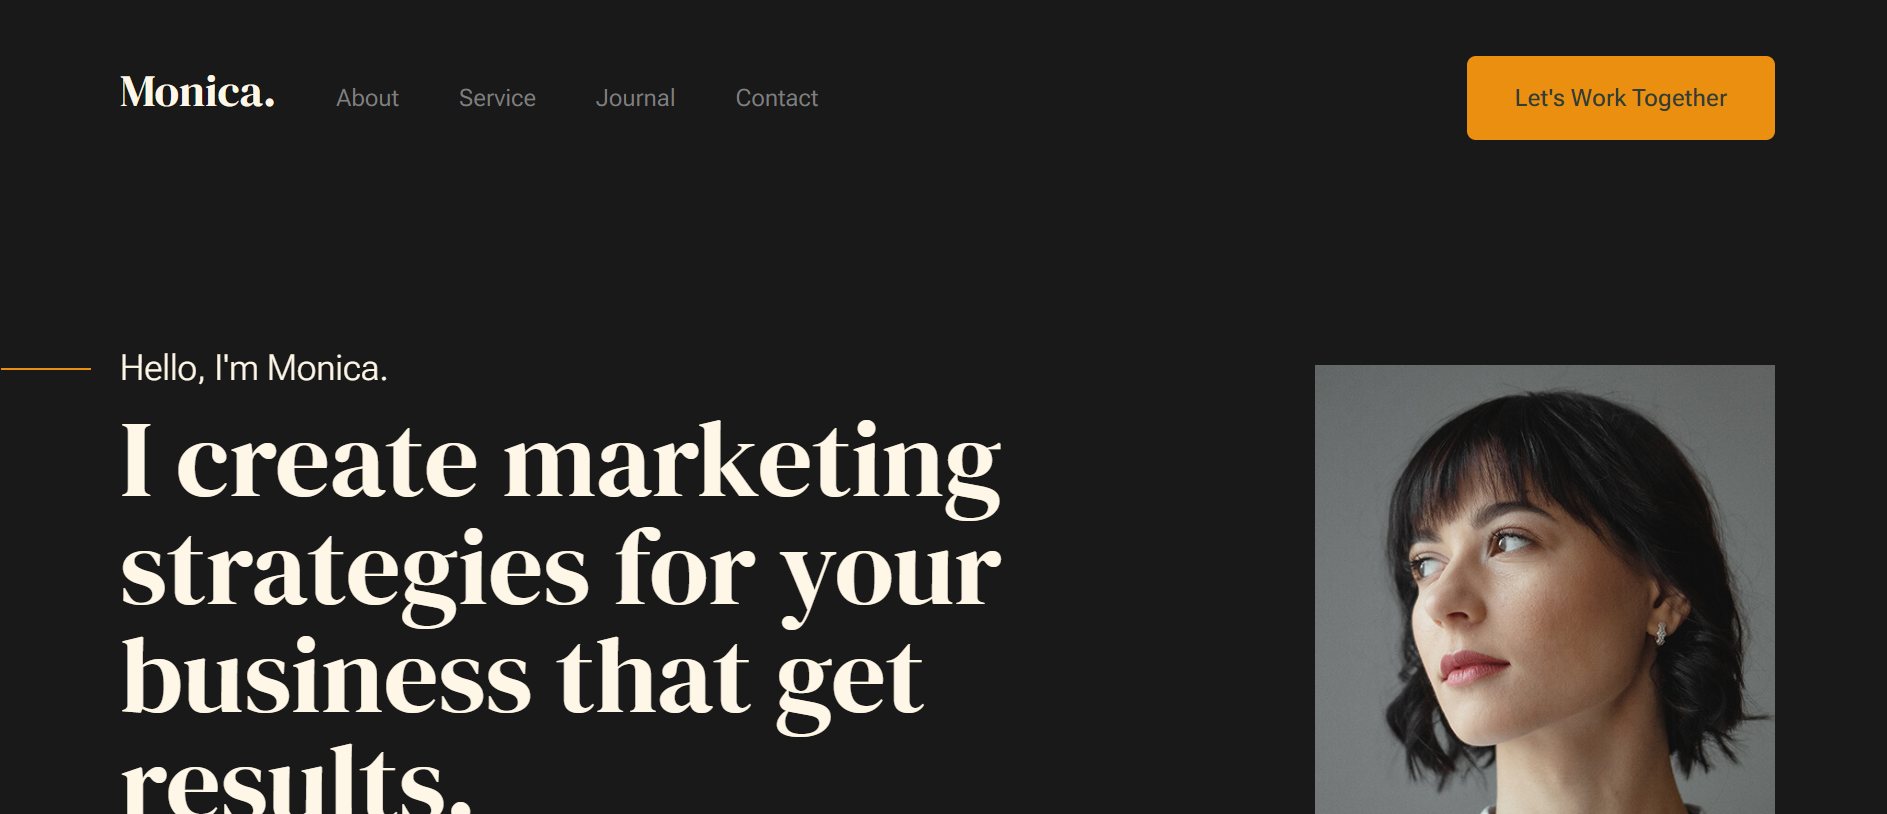 Monica.
About
Service
Journal
Contact
Let's Work Together
Hello, I'm Monica.
I create marketing
strategies for your
business that get
results.